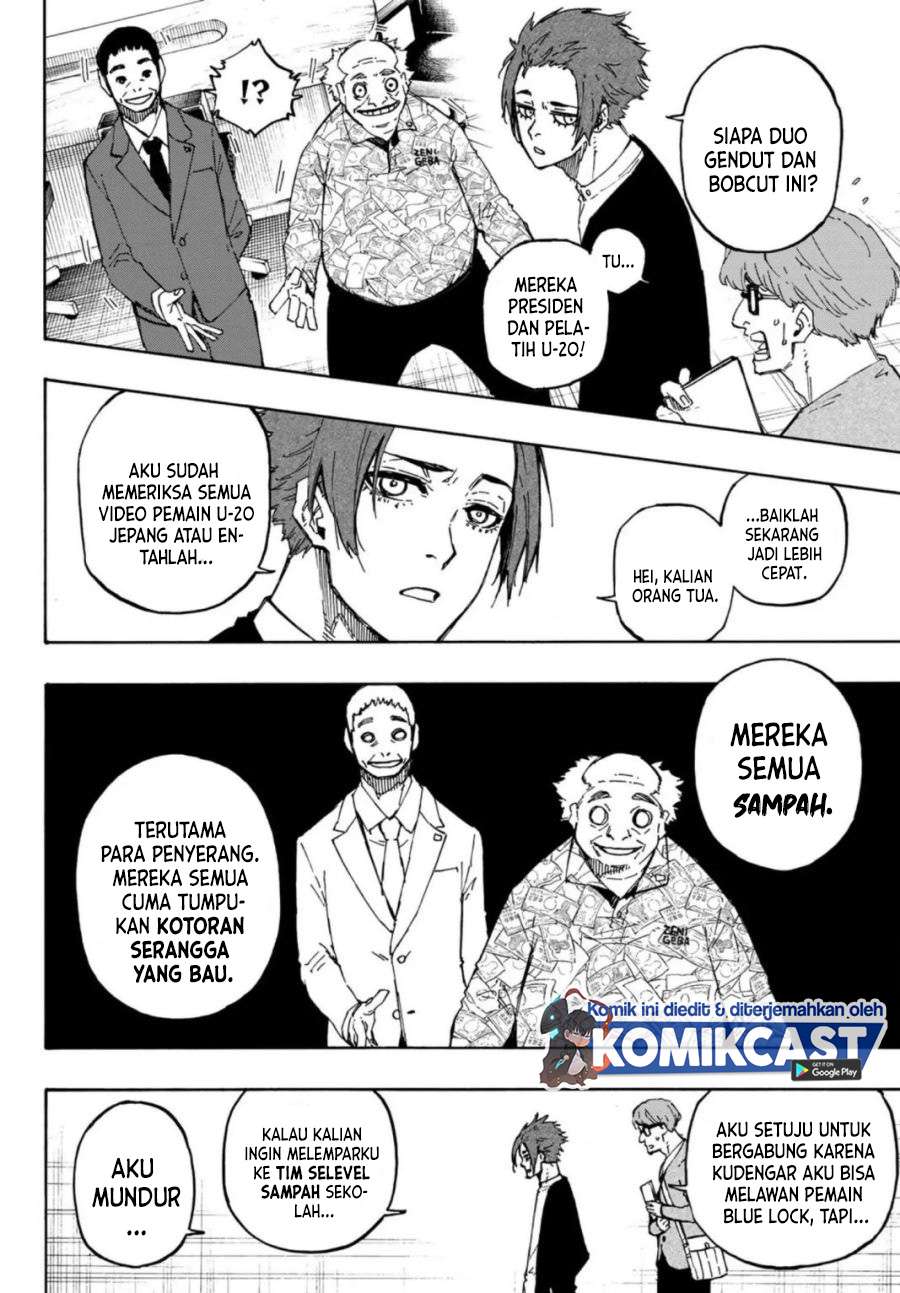 SIAPA DUO
GENDUT DAN
BOBCUT INI?
!?
ZENI
GEBA
TU...
MEREKA
PRESIDEN
DAN PELA-
TIH U-20!
...BAIKLAH
SEKARANG
JADI LEBIH
CEPAT.
HEI, KALIAN
ORANG TUA.
AKU SUDAH
MEMERIKSA SEMUA
VIDEO PEMAIN U-20
JEPANG ATAU EN-
TAHLAH...
MEREKA
SEMUA
SAMPAH.
TERUTAMA
PARA PENYERANG.
MEREKA SEMUA
CUMA TUMPU-
KAN KOTORAN
SERANGGA
YANG BAU.
ZENI
GEBA
Komik ini diedit & diterjemahkan oleh
KOMIKCAST
GET IT ON
Google Play
AKU SETUJU UNTUK
BERGABUNG KARENA
KUDENGAR AKU BISA
MELAWAN PEMAIN
BLUE LOCK, TAPI...
KALAU KALIAN
INGIN MELEMPARKU
KE TIM SELEVEL
SAMPAH SEKO-
LAH...
AKU
MUNDUR
...